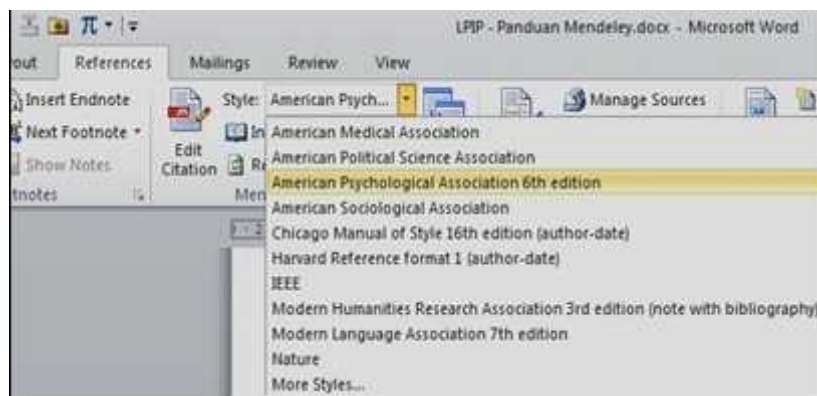 π
LPIP - Panduan Mendeley.docx - Microsoft Word
out References Mailings Review View
Insert Endnote
Next Footnote
Show Notes
tnotes
Edit
Citation
Style: American Psych...
In
Re
Men
Manage Sources
American Medical Association
American Political Science Association
American Psychological Association 6th edition
American Sociological Association
Chicago Manual of Style 16th edition (author-date)
Harvard Reference format 1 (author-date)
IEEE
Modern Humanities Research Association 3rd edition (note with bibliography)
Modern Language Association 7th edition
Nature
More Styles...